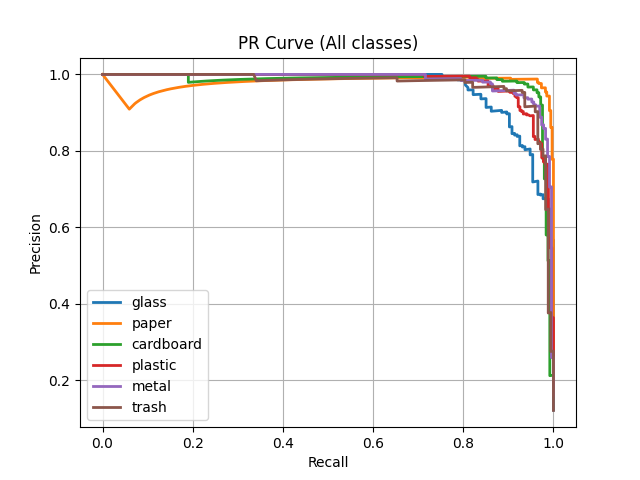 PR Curve (All classes)
1.0
0.8
0.6
0.4
0.2
Precision
glass
paper
cardboard
plastic
metal
trash
0.0 0.2 0.4 0.6 0.8 1.0
Recall